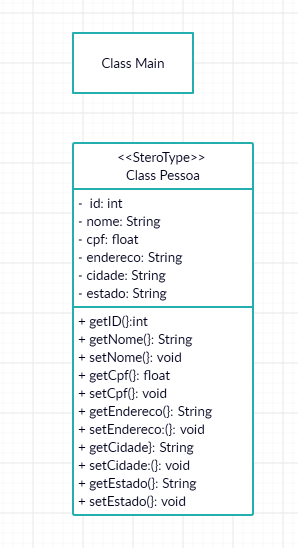 Class Main
<<SteroType>>
Class Pessoa
- id: int
- nome: String
- cpf: float
- endereco: String
- cidade: String
- estado: String
+ getID(}:int
+ getNome(}: String
+ setNome(}: void
+ getCpf(}: float
+ setCpf(}: void
+ getEndereco(}: String
+ setEndereco:(}: void
+ getCidade}: String
+ setCidade:(}: void
+ getEstado(}: String
+ setEstado(}: void